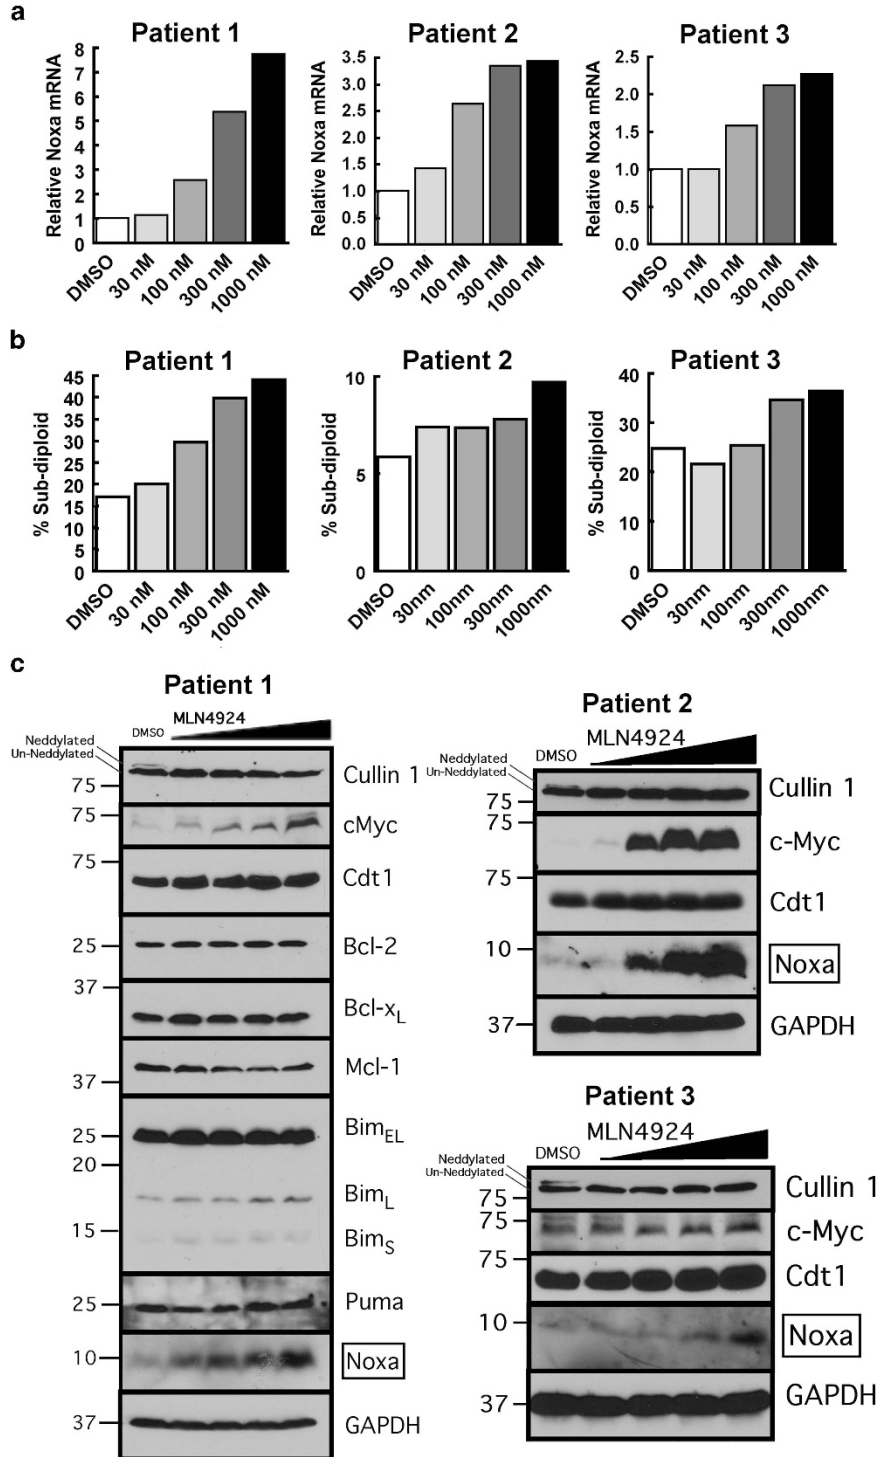 a
Patient 1
Relative Noxa mRNA
8
7
6
5
4
3
2
1
0
DMSO
30 nM
100 nM
300 nM
1000 nM
Patient 2
Relative Noxa mRNA
3.5
3.0
2.5
2.0
1.5
1.0
0.5
0.0
DMSO
30 nM
100 nM
300 nM
1000 nM
Patient 3
Relative Noxa mRNA
2.5
2.0
1.5
1.0
0.5
0.0
DMSO
30 nM
100 nM
300 nM
1000 nM
b
Patient 1
% Sub-diploid
45
40
35
30
25
20
15
10
5
0
DMSO
30 nM
100 nM
300 nM
1000 nM
Patient 2
% Sub-diploid
10
5
0
DMSO
30nm
100nm
300nm
1000nm
Patient 3
% Sub-diploid
40
30
20
10
0
DMSO
30nm
100nm
300nm
1000nm
c
Patient 1
DMSO MLN4924
Neddylated
Un-Neddylated
75 Cullin 1
75 cMyc
75 Cdt1
25 Bcl-2
37 Bcl-xL
37 Mcl-1
25 BimEL
20
BimL
15 BimS
25 Puma
10 Noxa
37 GAPDH
Patient 2
DMSO MLN4924
Neddylated
Un-Neddylated
75 Cullin 1
75 c-Myc
75 Cdt1
10 Noxa
37 GAPDH
Patient 3
DMSO MLN4924
Neddylated
Un-Neddylated
75 Cullin 1
75 c-Myc
75 Cdt1
10 Noxa
37 GAPDH